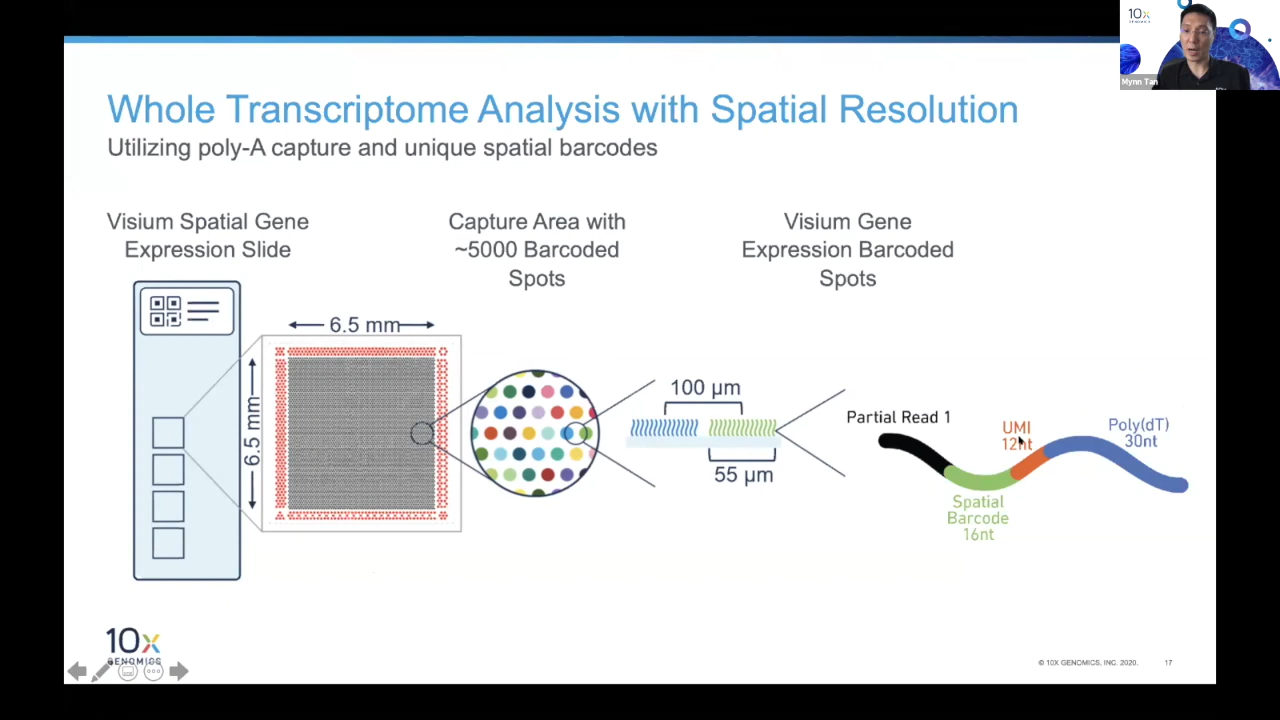 10x
GENOMICS
Mynn Tan
Whole Transcriptome Analysis with Spatial Resolution
Utilizing poly-A capture and unique spatial barcodes
Visium Spatial Gene
Expression Slide
Capture Area with
~5000 Barcoded
Spots
Visium Gene
Expression Barcoded
Spots
6.5 mm
6.5 mm
100 µm
55 µm
Partial Read 1
UMI
12nt
Poly(dT)
30nt
Spatial
Barcode
16nt
10x
GENOMICS
© 10X GENOMICS, INC. 2020.
17